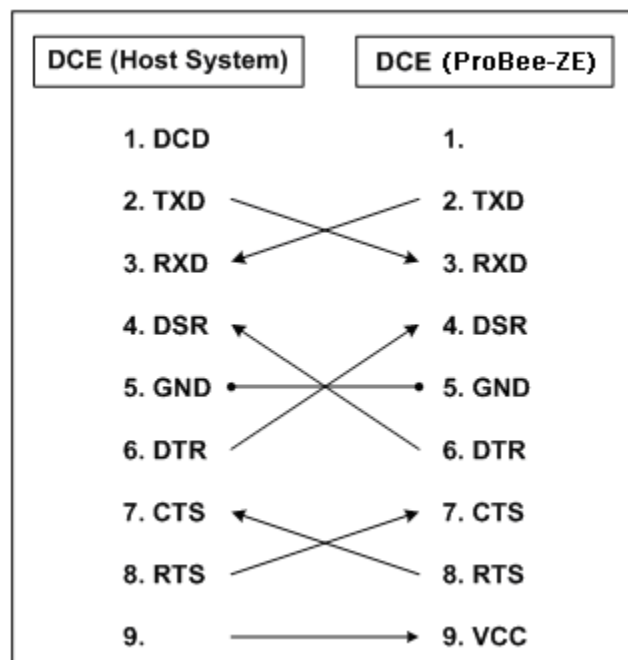 DCE (Host System) DCE (ProBee-ZE)
1. DCD 1.
2. TXD 2. TXD
3. RXD 3. RXD
4. DSR 4. DSR
5. GND 5. GND
6. DTR 6. DTR
7. CTS 7. CTS
8. RTS 8. RTS
9. 9. VCC